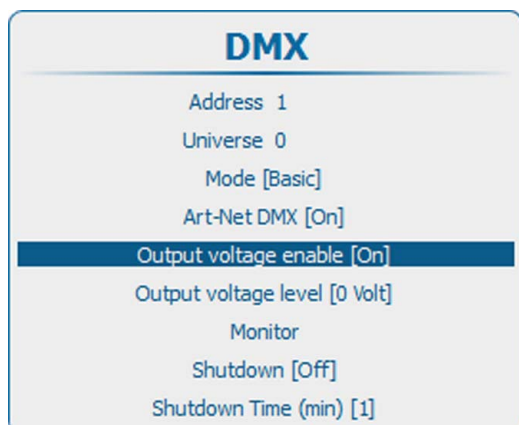 DMX
Address 1
Universe 0
Mode [Basic]
Art-Net DMX [On]
Output voltage enable [On]
Output voltage level [0 Volt]
Monitor
Shutdown [Off]
Shutdown Time (min) [1]